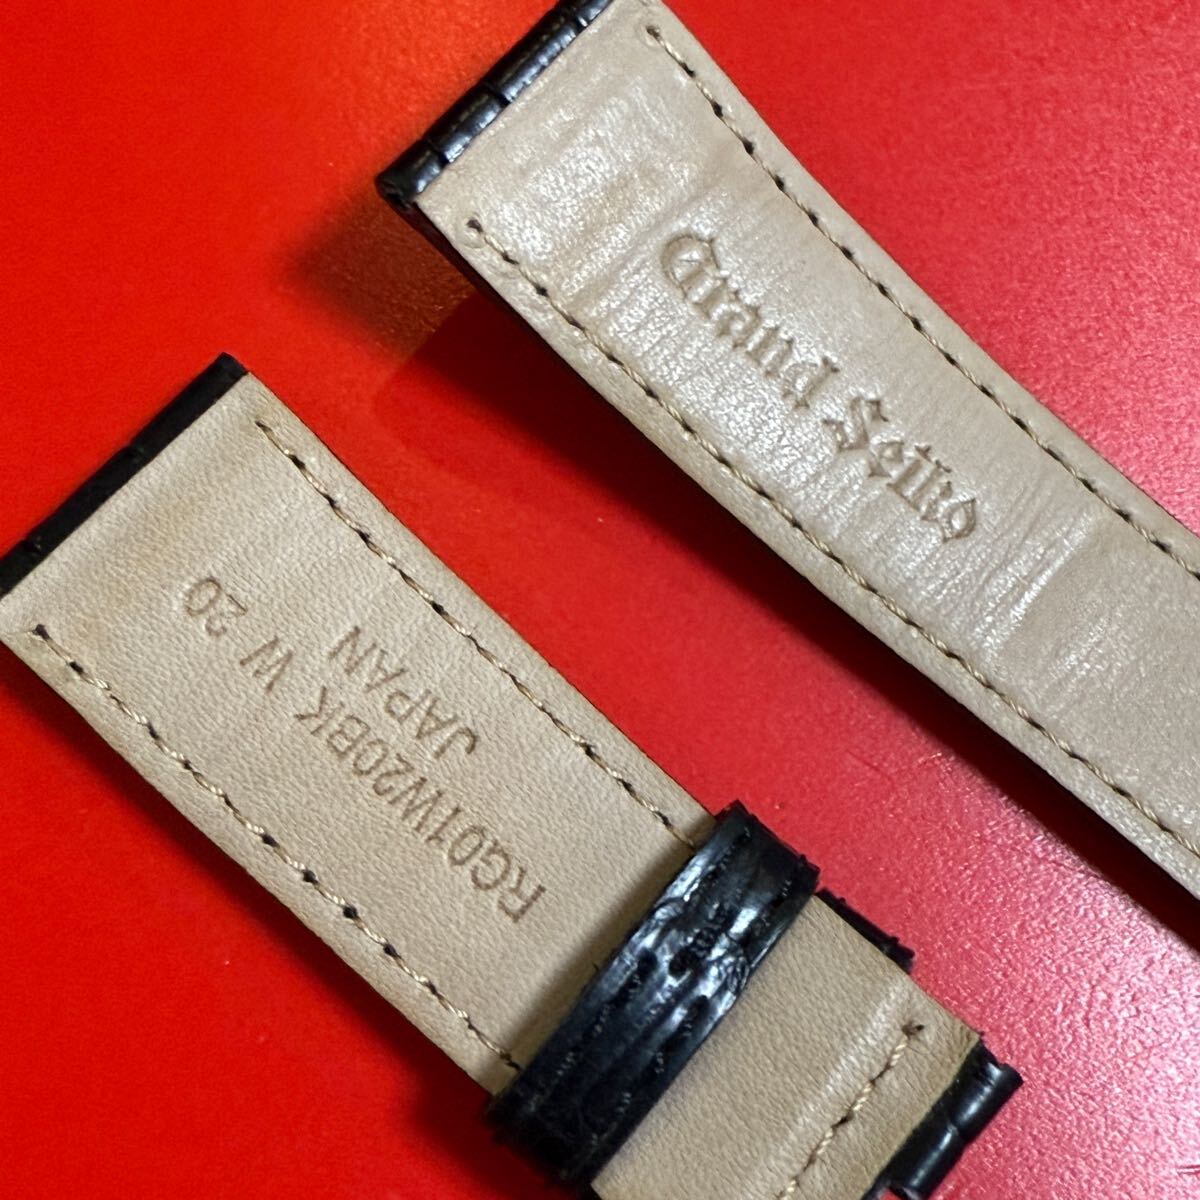 Grand Seiko
RG01W20BK W 20
JAPAN